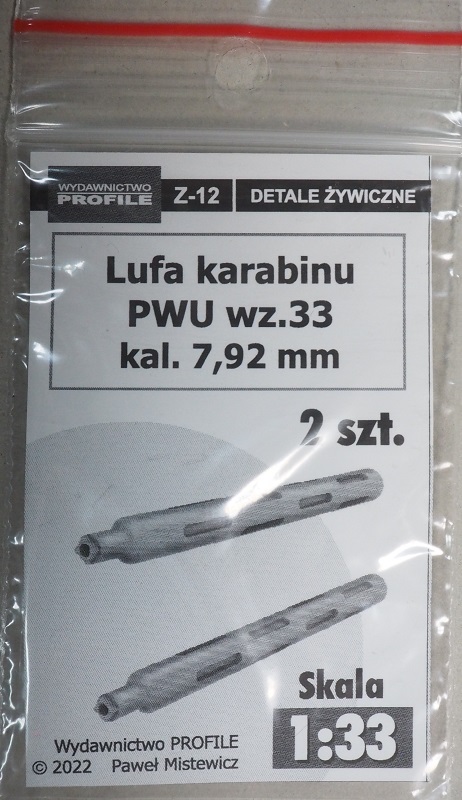 WYDAWNICTWO
PROFILE
Z-12
DETALE ŻYWICZNE
Lufa karabinu
PWU wz.33
kal. 7,92 mm
2 szt.
Skala
1:33
Wydawnictwo PROFILE
© 2022 Paweł Mistewicz